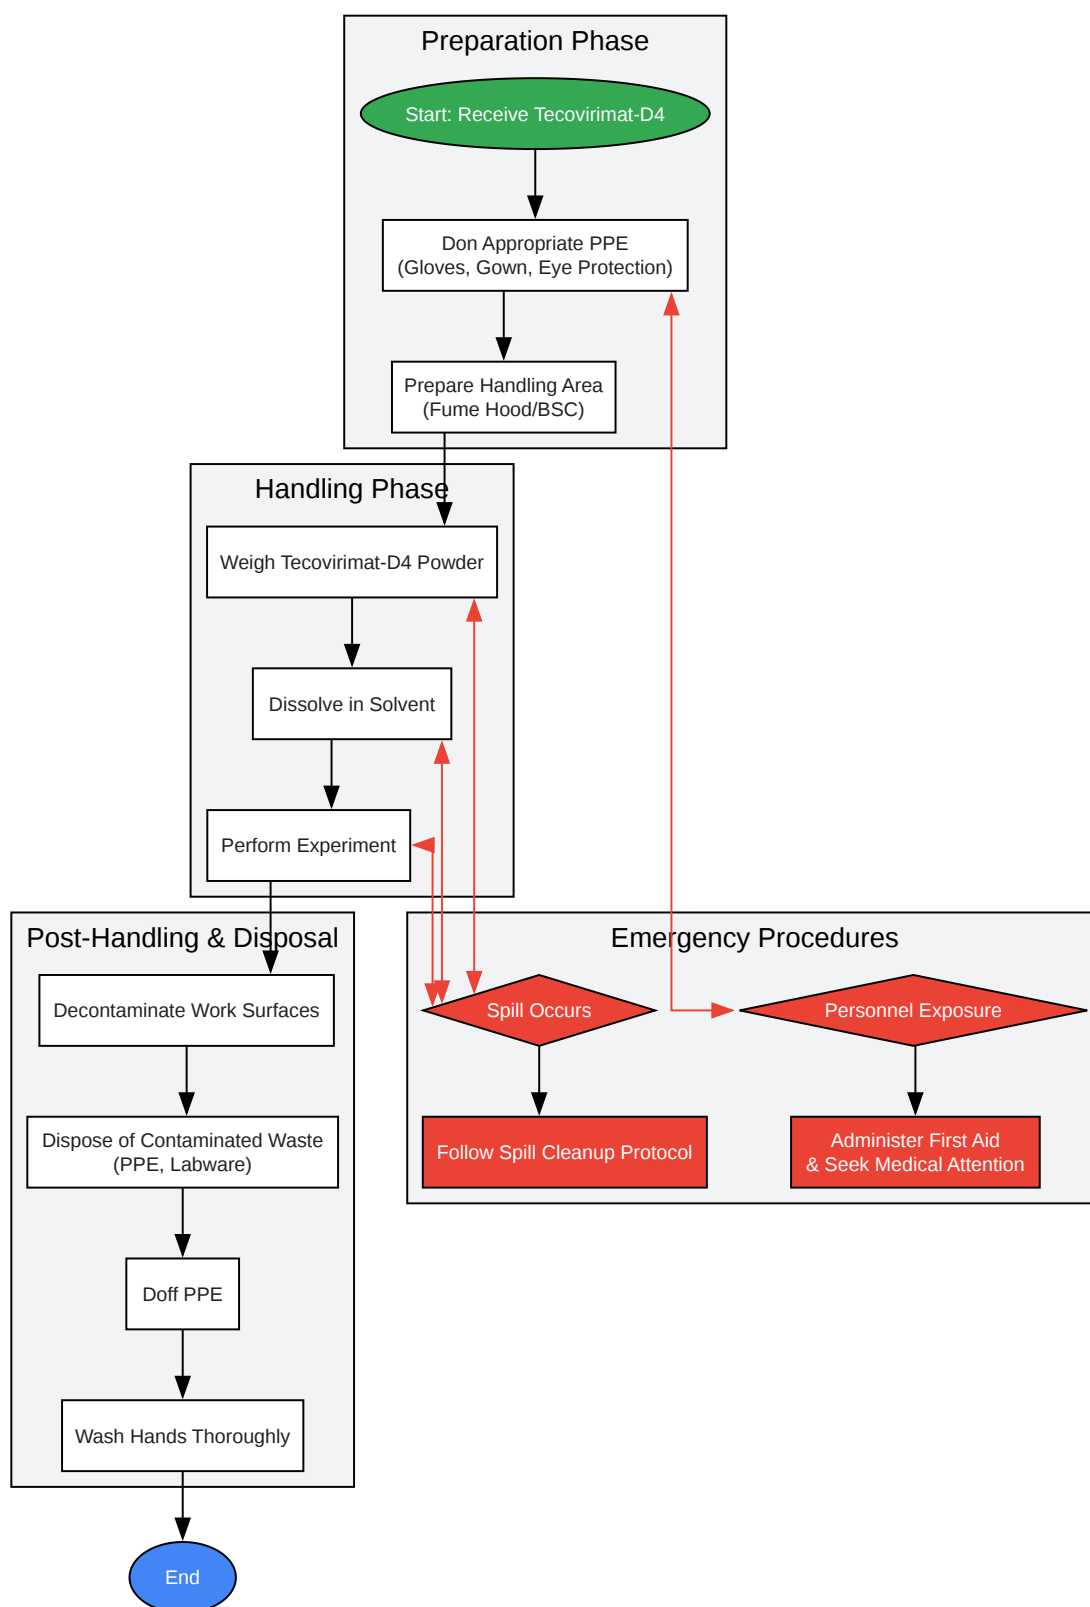 Preparation Phase
Start: Receive Tecovirimat-D4
Don Appropriate PPE
(Gloves, Gown, Eye Protection)
Prepare Handling Area
(Fume Hood/BSC)
Handling Phase
Weigh Tecovirimat-D4 Powder
Dissolve in Solvent
Perform Experiment
Post-Handling & Disposal
Decontaminate Work Surfaces
Dispose of Contaminated Waste
(PPE, Labware)
Doff PPE
Wash Hands Thoroughly
End
Emergency Procedures
Spill Occurs
Personnel Exposure
Follow Spill Cleanup Protocol
Administer First Aid
& Seek Medical Attention